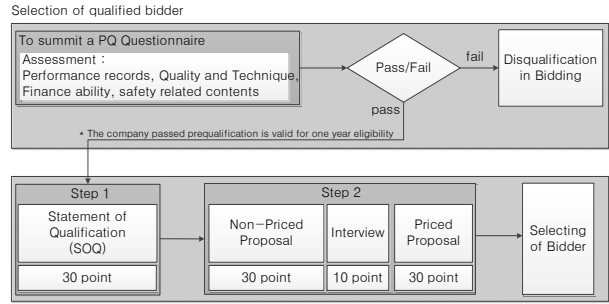 Selection of qualified bidder
To summit a PQ Questionnaire
Assessment :
Performance records, Quality and Technique,
Finance ability, safety related contents
Pass/Fail
fail
Disqualification
in Bidding
pass
* The company passed prequalification is valid for one year eligibility
Step 1
Statement of
Qualification
(SOQ)
30 point
Step 2
Non-Priced
Proposal
30 point
Interview
10 point
Priced
Proposal
30 point
Selecting
of Bidder